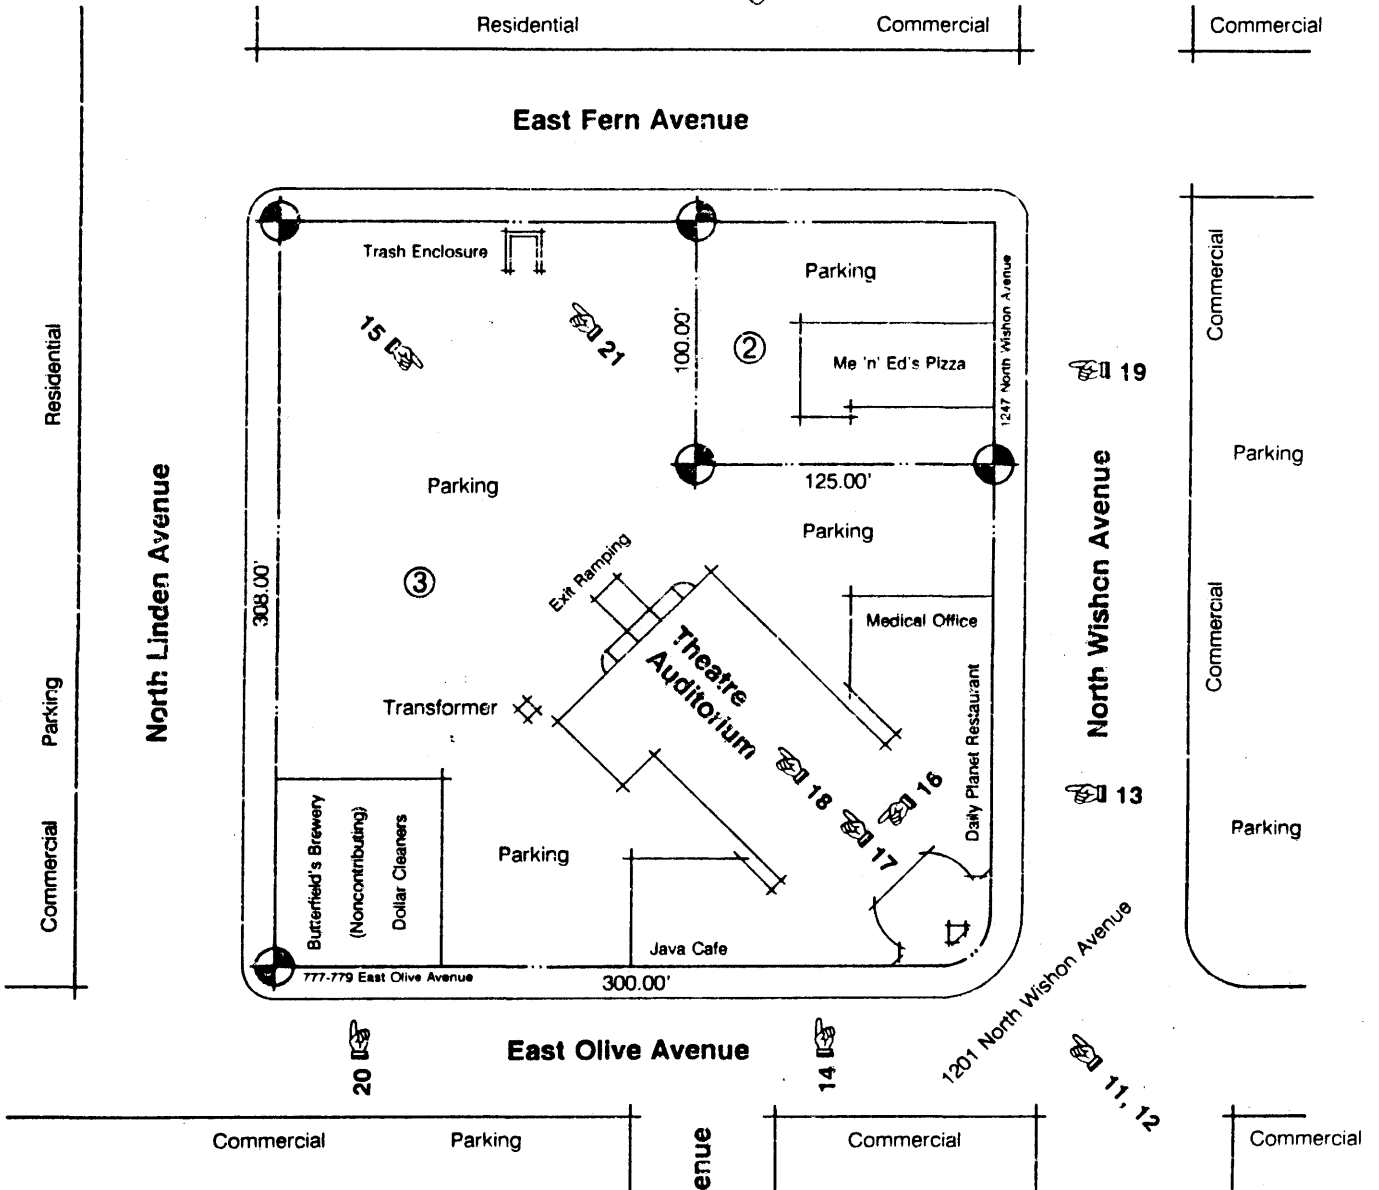 Residential
Commercial
Commercial
East Fern Avenue
Trash Enclosure
Parking
15
21
100.00'
2
Me 'n' Ed's Pizza
1247 North Wishon Avenue
19
Commercial
Residential
Parking
125.00'
Parking
Parking
North Linden Avenue
308.00'
3
Exit Ramping
Theatre
Auditorium
Medical Office
North Wishon Avenue
Commercial
Parking
Transformer
Daily Planet Restaurant
18
16
17
13
Parking
Commercial
Butterfield's Brewery
(Noncontributing)
Dollar Cleaners
Parking
Java Cafe
777-779 East Olive Avenue
300.00'
1201 North Wishon Avenue
20
East Olive Avenue
14
11, 12
Commercial
Parking
enue
Commercial
Commercial